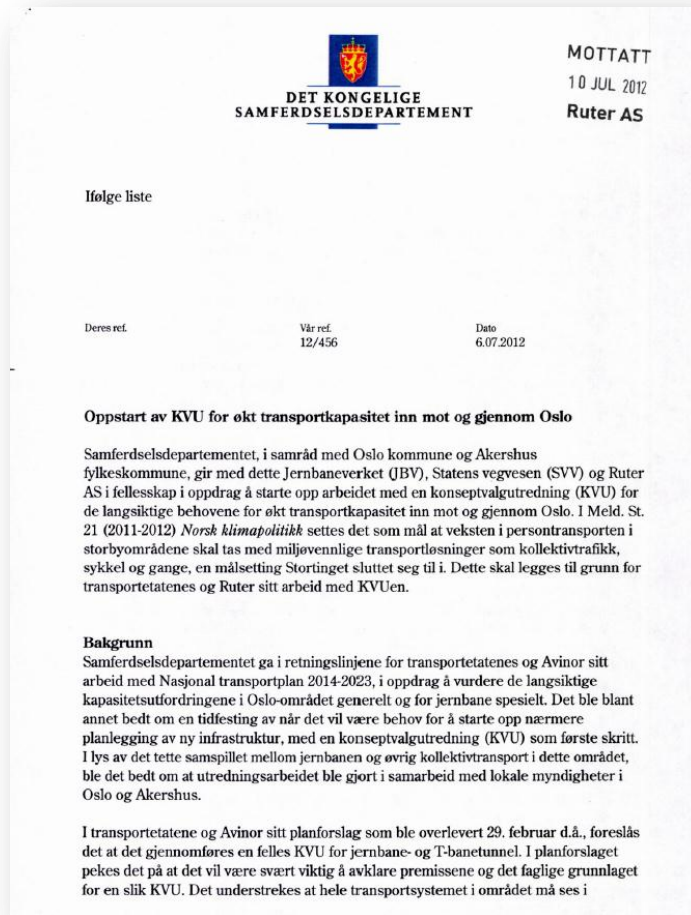 MOTTATT
10 JUL 2012
Ruter AS
DET KONGELIGE
SAMFERDSELSDEPARTEMENT
Ifølge liste
Deres ref.
Vår ref.
Dato
12/456
6.07.2012
Oppstart av KVU for økt transportkapasitet inn mot og gjennom Oslo
Samferdselsdepartementet, i samråd med Oslo kommune og Akershus
fylkeskommune, gir med dette Jernbaneverket (JBV), Statens vegvesen (SVV) og Ruter
AS i fellesskap i oppdrag å starte opp arbeidet med en konseptvalgutredning (KVU) for
de langsiktige behovene for økt transportkapasitet inn mot og gjennom Oslo. I Meld. St.
21 (2011-2012) Norsk klimapolitikk settes det som mål at veksten i persontransporten i
storbyområdene skal tas med miljøvennlige transportløsninger som kollektivtrafikk,
sykkel og gange, en målsetting Stortinget sluttet seg til i. Dette skal legges til grunn for
transportetatenes og Ruter sitt arbeid med KVUen.
Bakgrunn
Samferdselsdepartementet ga i retningslinjene for transportetatenes og Avinor sitt
arbeid med Nasjonal transportplan 2014-2023, i oppdrag å vurdere de langsiktige
kapasitetsutfordringene i Oslo-området generelt og for jernbane spesielt. Det ble blant
annet bedt om en tidfesting av når det vil være behov for å starte opp nærmere
planlegging av ny infrastruktur, med en konseptvalgutredning (KVU) som første skritt.
I lys av det tette samspillet mellom jernbanen og øvrig kollektivtransport i dette området,
ble det bedt om at utredningsarbeidet ble gjort i samarbeid med lokale myndigheter i
Oslo og Akershus.
I transportetatene og Avinor sitt planforslag som ble overlevert 29. februar d.å., foreslås
det at det gjennomføres en felles KVU for jernbane- og T-banetunnel. I planforslaget
pekes det på at det vil være svært viktig å avklare premissene og det faglige grunnlaget
for en slik KVU. Det understrekes at hele transportsystemet i området må ses i